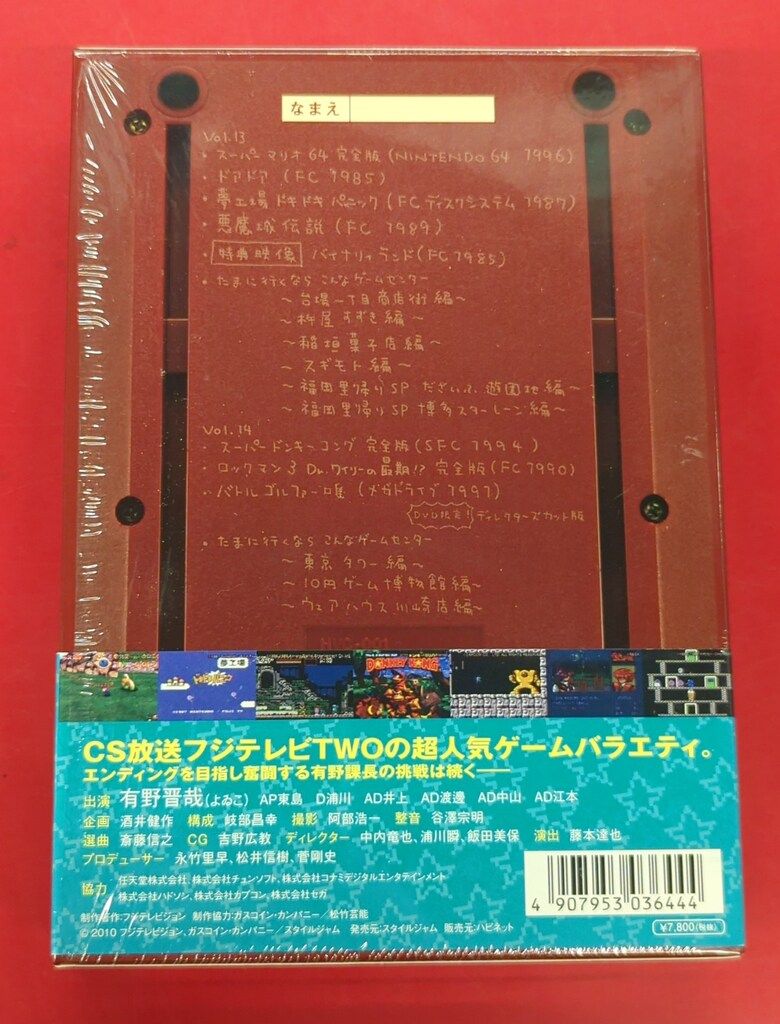 なまえ
Vol.13
・スーパーマリオ64 完全版 (NINTENDO 64 1996)
・ドアドア (FC 1985)
・夢工場ドキドキパニック (FCディスクシステム 1987)
・悪魔城伝説 (FC 1989)
・特典映像 バイナリィランド (FC 1985)
・たまに行くならこんなゲームセンター
〜台場一丁目商店街編〜
〜杵屋すずき編〜
〜稲垣菓子店編〜
〜スギモト編〜
〜福岡里帰りSP だざいふ遊園地編〜
〜福岡里帰りSP 博多スターレーン編〜
Vol.14
・スーパードンキーコング 完全版 (SFC 1994)
・ロックマン3 Dr.ワイリーの最期!? 完全版 (FC 1990)
・バトルゴルファー唯 (メガドライブ 1991)
DVD限定! ディレクターズカット版
・たまに行くならこんなゲームセンター
〜東京タワー編〜
〜10円ゲーム博物館編〜
〜ウェアハウス川崎店編〜
夢工場
DONKEY KONG
CS放送フジテレビTWOの超人気ゲームバラエティ。
エンディングを目指し奮闘する有野課長の挑戦は続く――
出演 有野晋哉(よゐこ) AP東島 D浦川 AD井上 AD渡邊 AD中山 AD江本
企画 酒井健作 構成 岐部昌幸 撮影 阿部浩一 整音 谷澤宗明
選曲 斎藤信之 CG 吉野広教 ディレクター 中内竜也、浦川瞬、飯田美保 演出 藤本達也
プロデューサー 永竹里早、松井信樹、菅剛史
協力 任天堂株式会社、株式会社チュンソフト、株式会社コナミデジタルエンタテインメント
株式会社ハドソン、株式会社カプコン、株式会社セガ
制作著作:フジテレビジョン 制作協力:ガスコイン・カンパニー/松竹芸能
©2010 フジテレビジョン、ガスコイン・カンパニー/スタイルジャム 発売元:スタイルジャム 販売元:ハピネット
4 907953 036444
¥7,800(税抜)